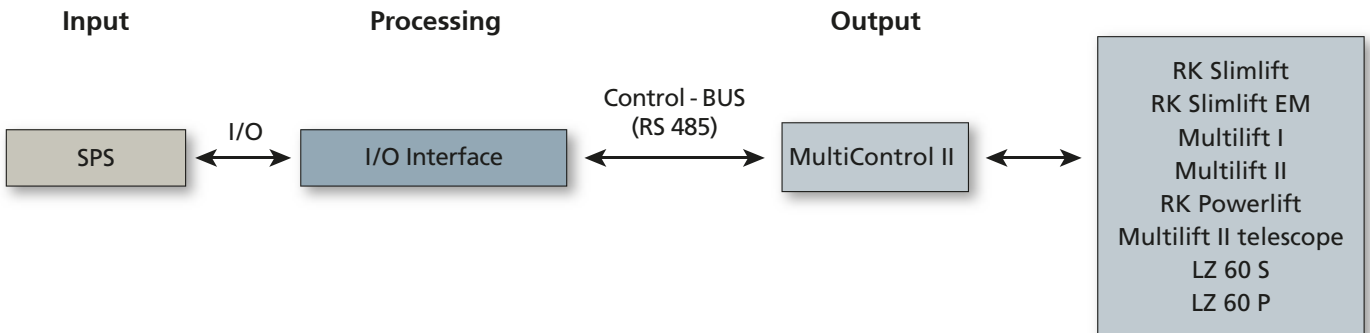 Input
Processing
Output
SPS
I/O
I/O Interface
Control - BUS
(RS 485)
MultiControl II
RK Slimlift
RK Slimlift EM
Multilift I
Multilift II
RK Powerlift
Multilift II telescope
LZ 60 S
LZ 60 P